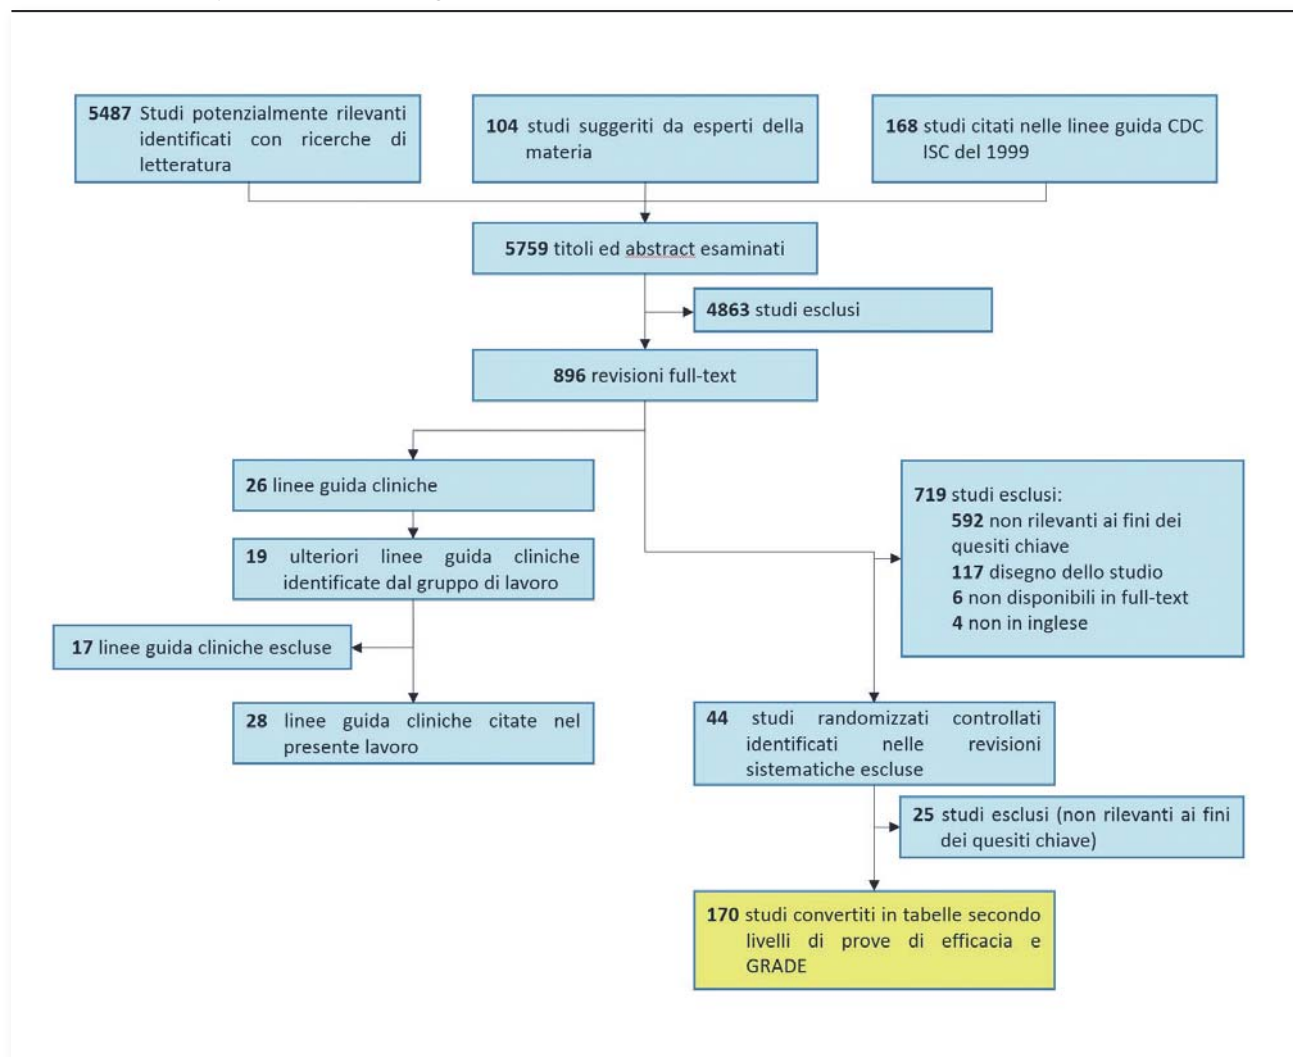 5487 Studi potenzialmente rilevanti
identificati con ricerche di
letteratura
104 studi suggeriti da esperti della
materia
168 studi citati nelle linee guida CDC
ISC del 1999
5759 titoli ed abstract esaminati
4863 studi esclusi
896 revisioni full-text
26 linee guida cliniche
19 ulteriori linee guida cliniche
identificate dal gruppo di lavoro
17 linee guida cliniche escluse
28 linee guida cliniche citate nel
presente lavoro
719 studi esclusi:
592 non rilevanti ai fini dei
quesiti chiave
117 disegno dello studio
6 non disponibili in full-text
4 non in inglese
44 studi randomizzati controllati
identificati nelle revisioni
sistematiche escluse
25 studi esclusi (non rilevanti ai fini
dei quesiti chiave)
170 studi convertiti in tabelle secondo
livelli di prove di efficacia e
GRADE